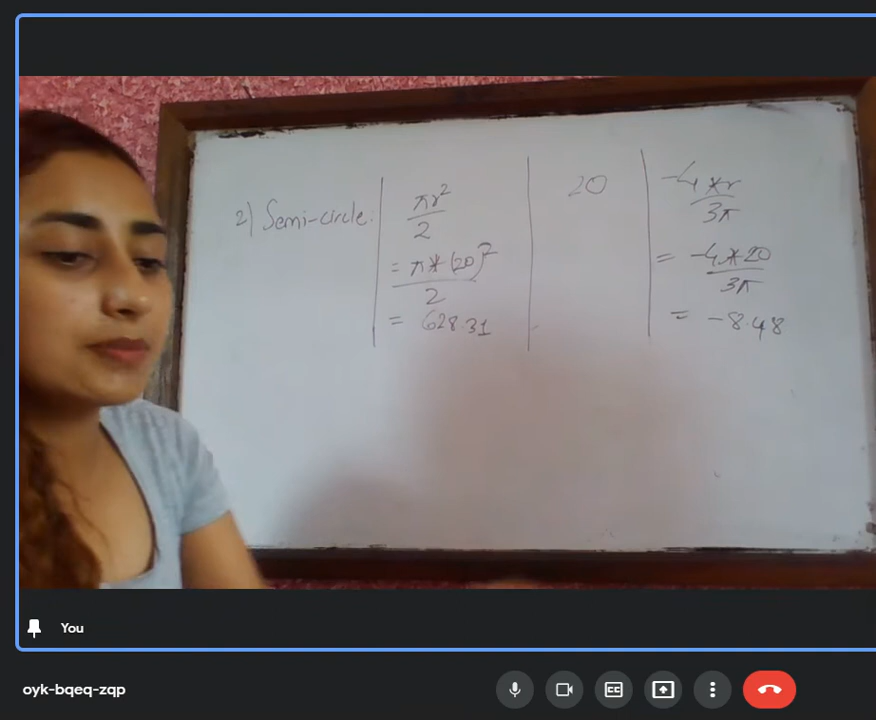 2) Semi-circle:
πr²
2
= π*(20)²
2
= 628.31
20
-4*r
3π
= -4*20
3π
= -8.48
You
oyk-bqeq-zqp
CC